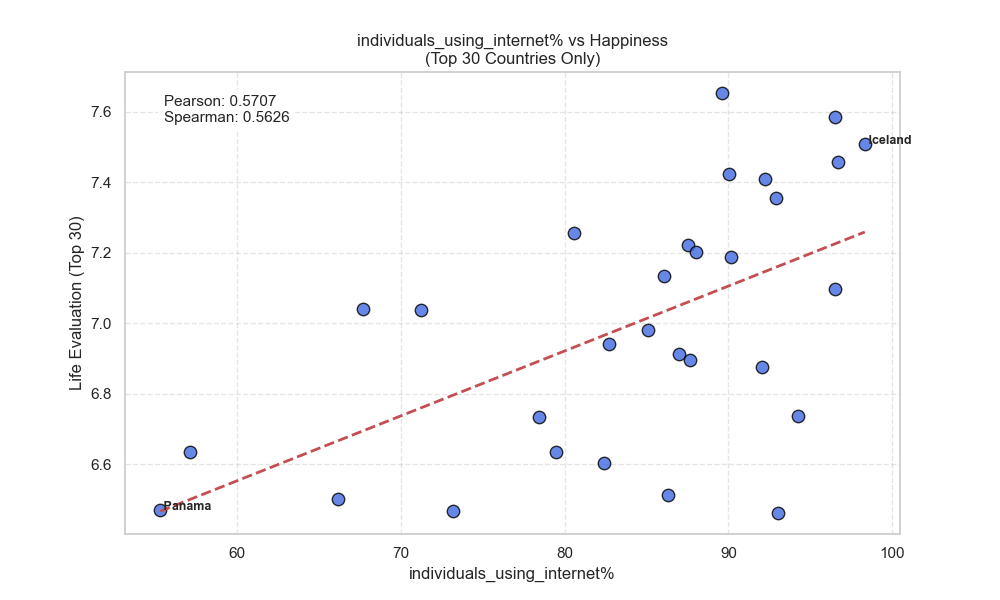 individuals_using_internet% vs Happiness
(Top 30 Countries Only)
Pearson: 0.5707
Spearman: 0.5626
Life Evaluation (Top 30)
7.6
7.4
7.2
7.0
6.8
6.6
Iceland
Panama
60
70
80
90
100
individuals_using_internet%